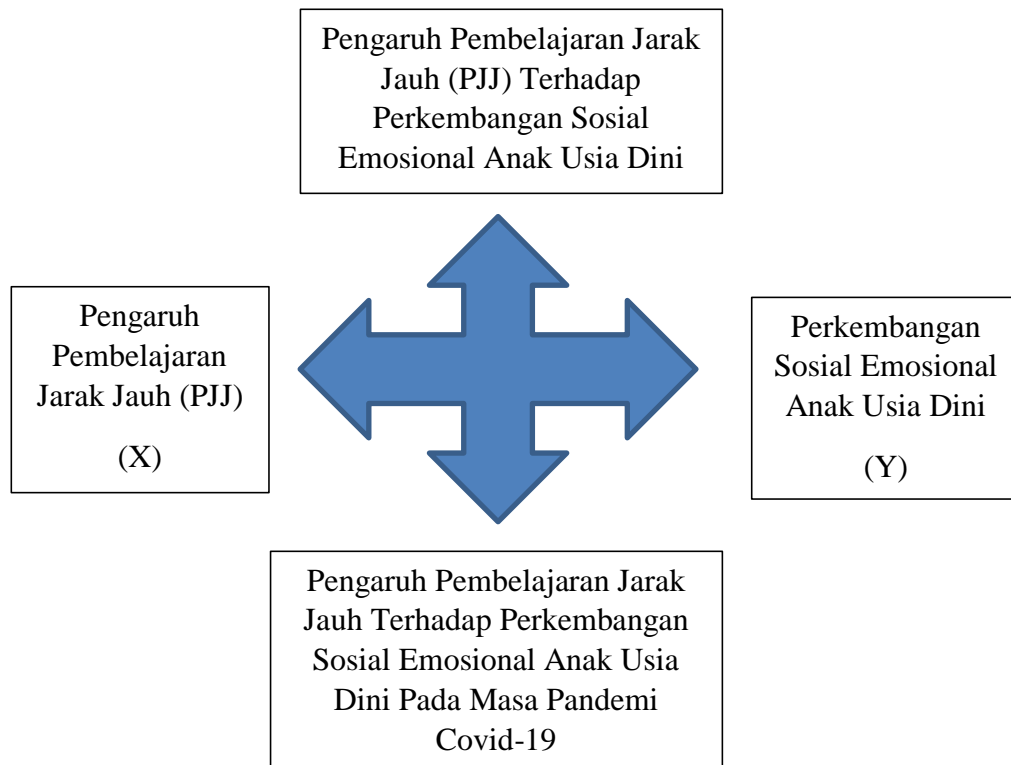 Pengaruh Pembelajaran Jarak
Jauh (PJJ) Terhadap
Perkembangan Sosial
Emosional Anak Usia Dini
Pengaruh
Pembelajaran
Jarak Jauh (PJJ)
(X)
Perkembangan
Sosial Emosional
Anak Usia Dini
(Y)
Pengaruh Pembelajaran Jarak
Jauh Terhadap Perkembangan
Sosial Emosional Anak Usia
Dini Pada Masa Pandemi
Covid-19